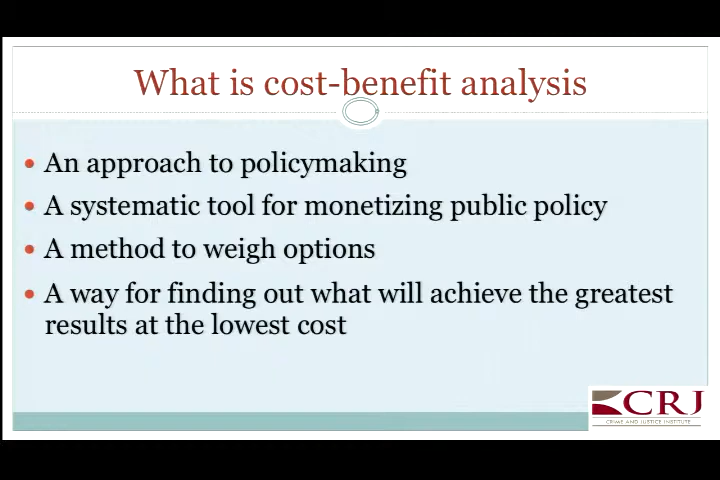 What is cost-benefit analysis
An approach to policymaking
A systematic tool for monetizing public policy
A method to weigh options
A way for finding out what will achieve the greatest
results at the lowest cost
CRJ
CRIME AND JUSTICE INSTITUTE